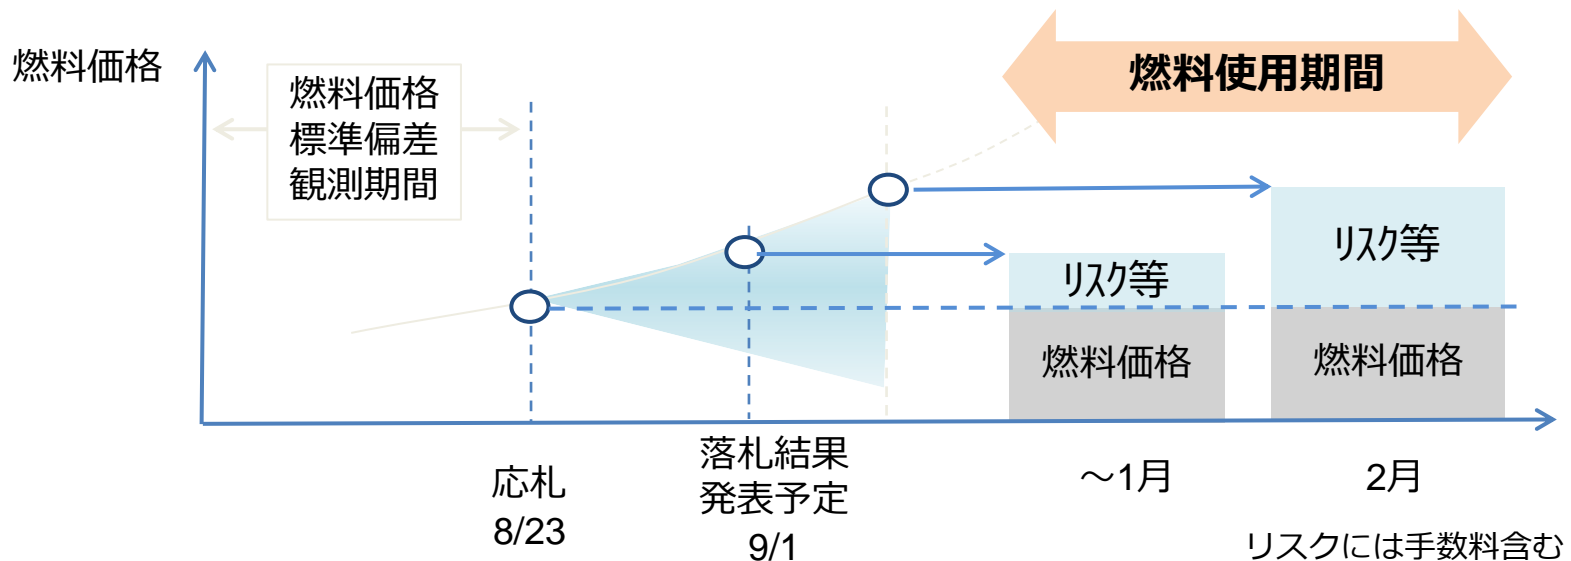 燃料価格
燃料価格
標準偏差
観測期間
燃料使用期間
リスク等
リスク等
燃料価格
燃料価格
応札
8/23
落札結果
発表予定
9/1
～1月
2月
リスクには手数料含む